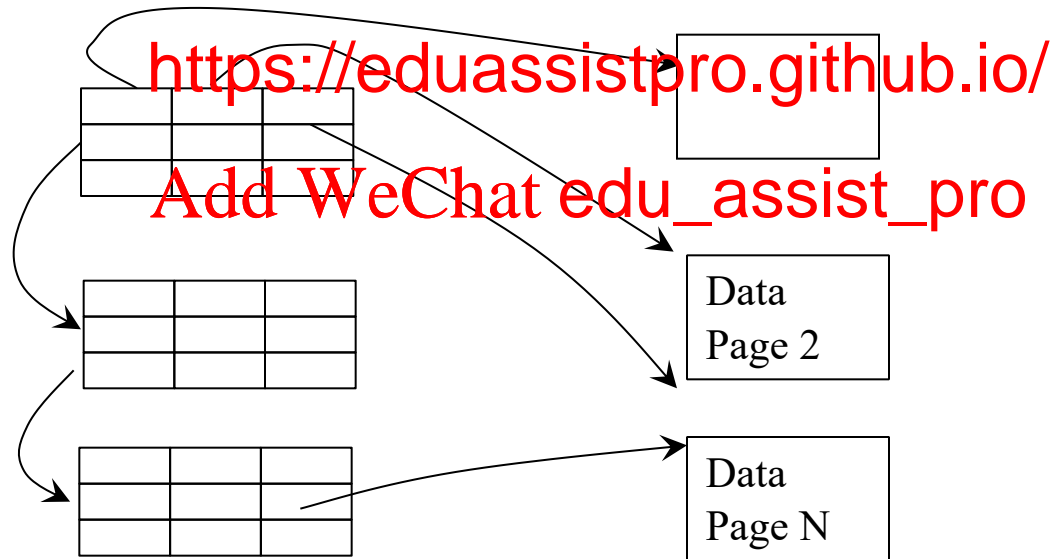 https://eduassistpro.github.io/
Add WeChat edu_assist_pro
Data
Page 2
Data
Page N